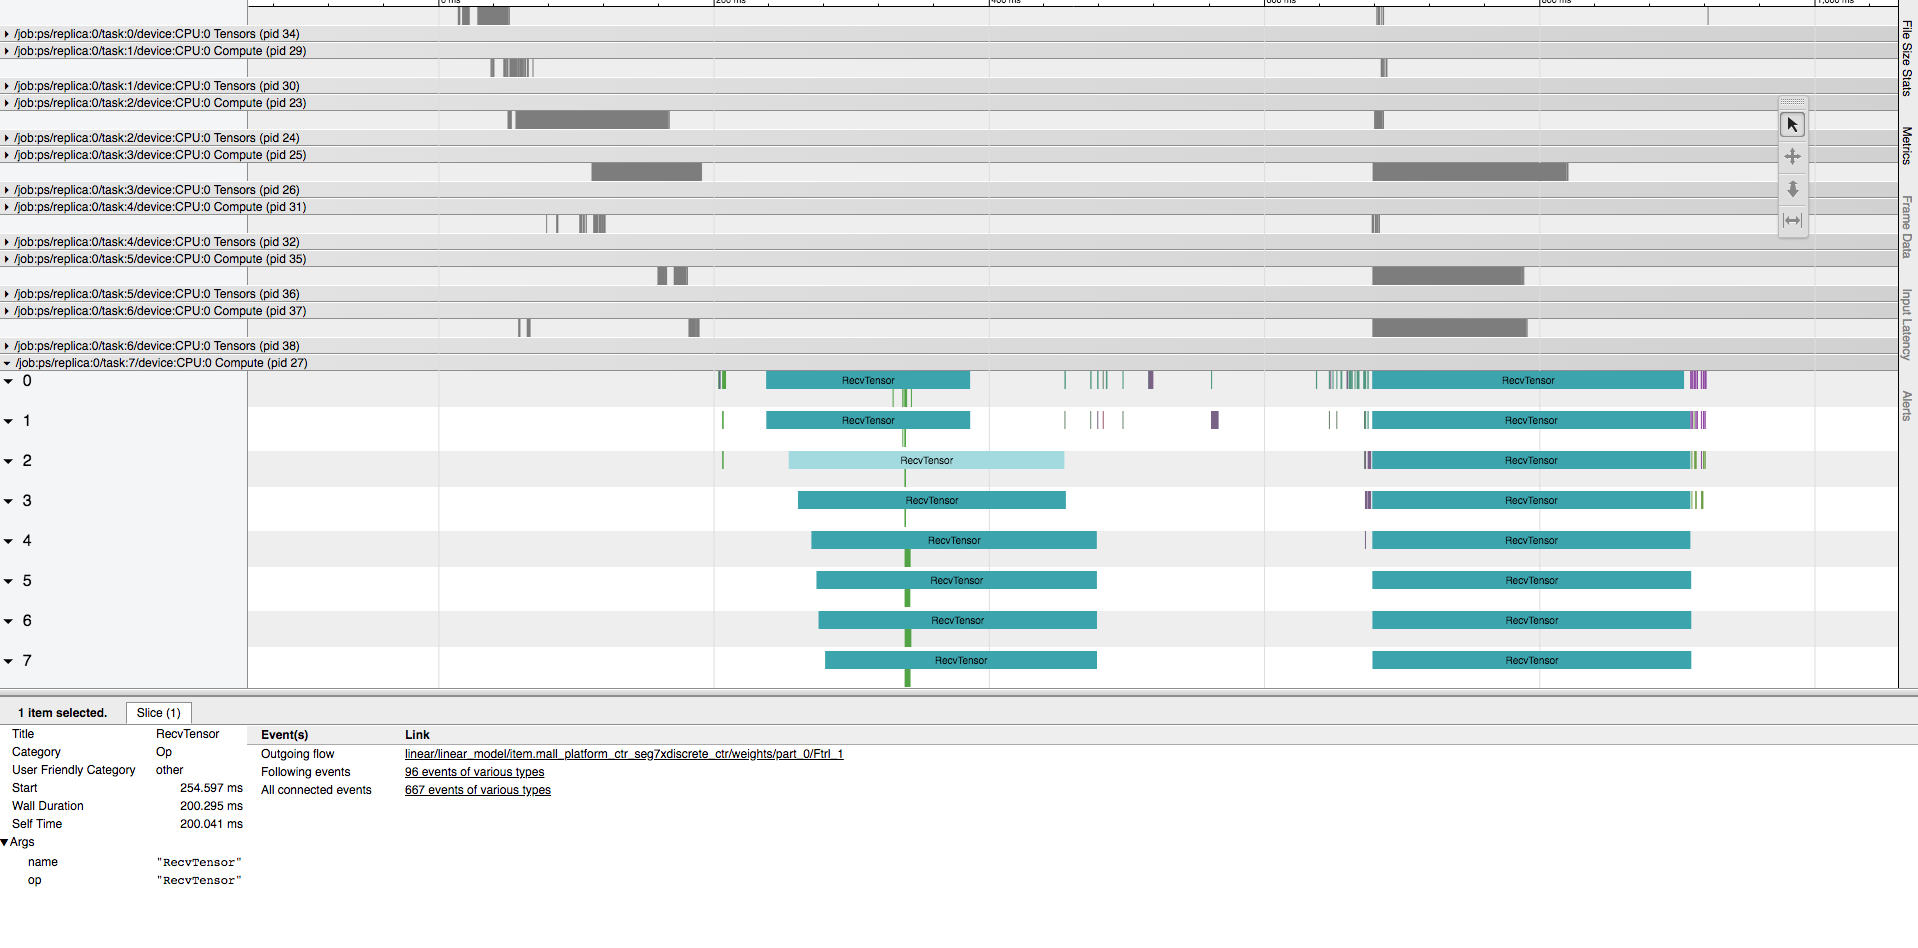 0 ms 200 ms 400 ms 600 ms 800 ms 1,000 ms
/job:ps/replica:0/task:0/device:CPU:0 Tensors (pid 34)
/job:ps/replica:0/task:1/device:CPU:0 Compute (pid 29)
/job:ps/replica:0/task:1/device:CPU:0 Tensors (pid 30)
/job:ps/replica:0/task:2/device:CPU:0 Compute (pid 23)
/job:ps/replica:0/task:2/device:CPU:0 Tensors (pid 24)
/job:ps/replica:0/task:3/device:CPU:0 Compute (pid 25)
/job:ps/replica:0/task:3/device:CPU:0 Tensors (pid 26)
/job:ps/replica:0/task:4/device:CPU:0 Compute (pid 31)
/job:ps/replica:0/task:4/device:CPU:0 Tensors (pid 32)
/job:ps/replica:0/task:5/device:CPU:0 Compute (pid 35)
/job:ps/replica:0/task:5/device:CPU:0 Tensors (pid 36)
/job:ps/replica:0/task:6/device:CPU:0 Compute (pid 37)
/job:ps/replica:0/task:6/device:CPU:0 Tensors (pid 38)
/job:ps/replica:0/task:7/device:CPU:0 Compute (pid 27)
0 RecvTensor RecvTensor
1 RecvTensor RecvTensor
2 RecvTensor RecvTensor
3 RecvTensor RecvTensor
4 RecvTensor RecvTensor
5 RecvTensor RecvTensor
6 RecvTensor RecvTensor
7 RecvTensor RecvTensor
File Size Stats
Metrics
Frame Data
Input Latency
Alerts
1 item selected. Slice (1)
Title RecvTensor
Category Op
User Friendly Category other
Start 254.597 ms
Wall Duration 200.295 ms
Self Time 200.041 ms
Args
name "RecvTensor"
op "RecvTensor"
Event(s) Link
Outgoing flow linear/linear_model/item.mall_platform_ctr_seg7xdiscrete_ctr/weights/part_0/Ftrl_1
Following events 96 events of various types
All connected events 667 events of various types